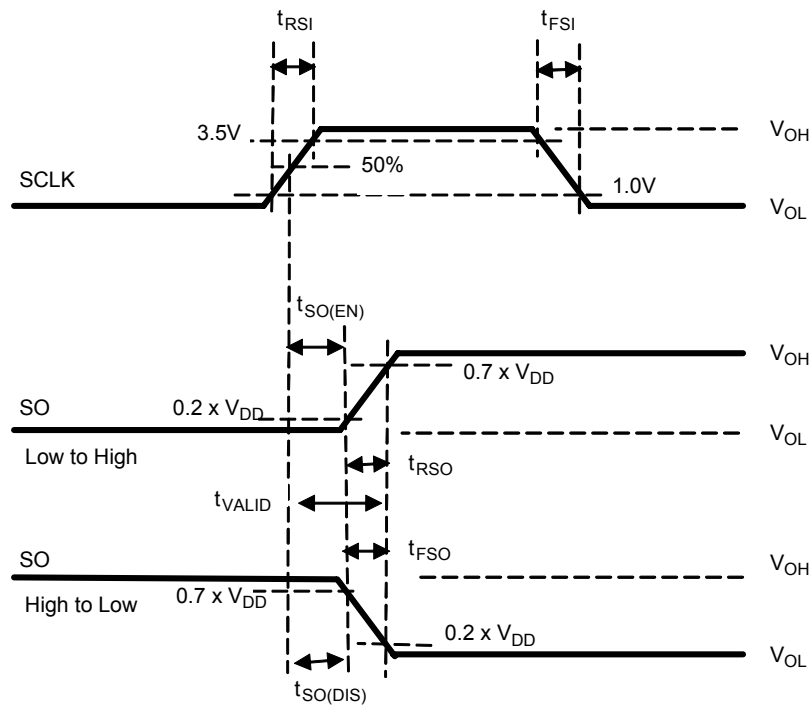 tRSI
tFSI
3.5V
VOH
50%
SCLK
1.0V
VOL
tSO(EN)
VOH
0.7 x VDD
SO
0.2 x VDD
VOL
Low to High
tRSO
tVALID
SO
tFSO
VOH
High to Low
0.7 x VDD
0.2 x VDD
VOL
tSO(DIS)